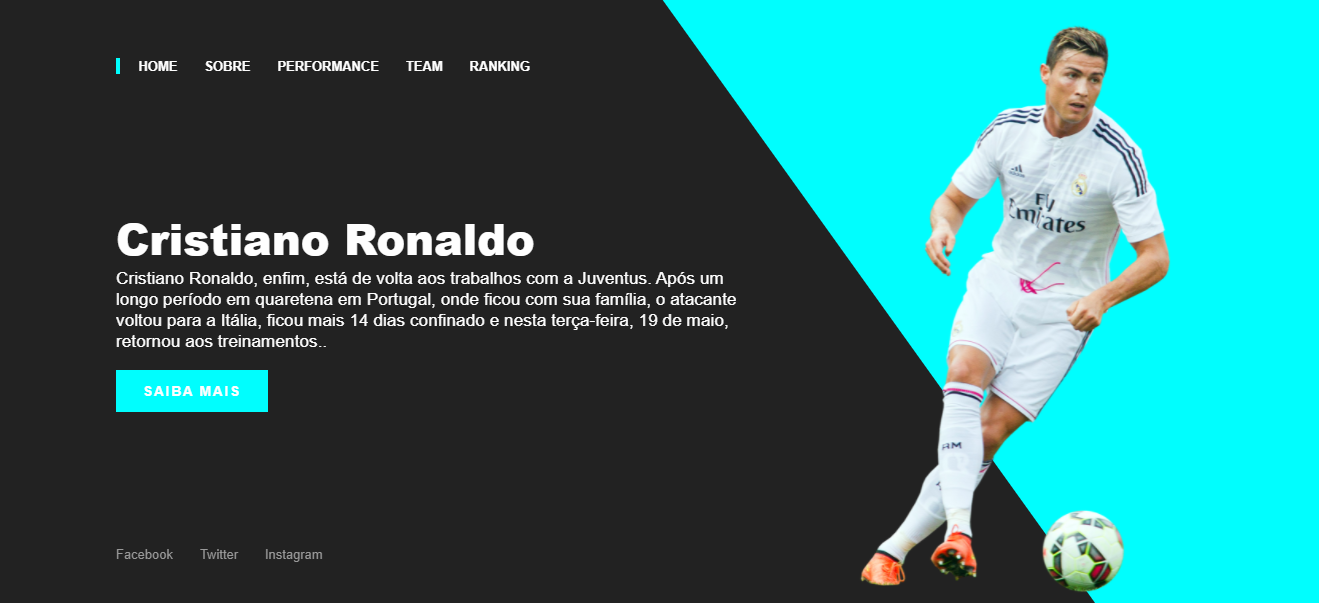 HOME SOBRE PERFORMANCE TEAM RANKING
Cristiano Ronaldo
Cristiano Ronaldo, enfim, está de volta aos trabalhos com a Juventus. Após um
longo período em quaretena em Portugal, onde ficou com sua família, o atacante
voltou para a Itália, ficou mais 14 dias confinado e nesta terça-feira, 19 de maio,
retornou aos treinamentos..
SAIBA MAIS
Facebook Twitter Instagram
Fly
Emirates
RM